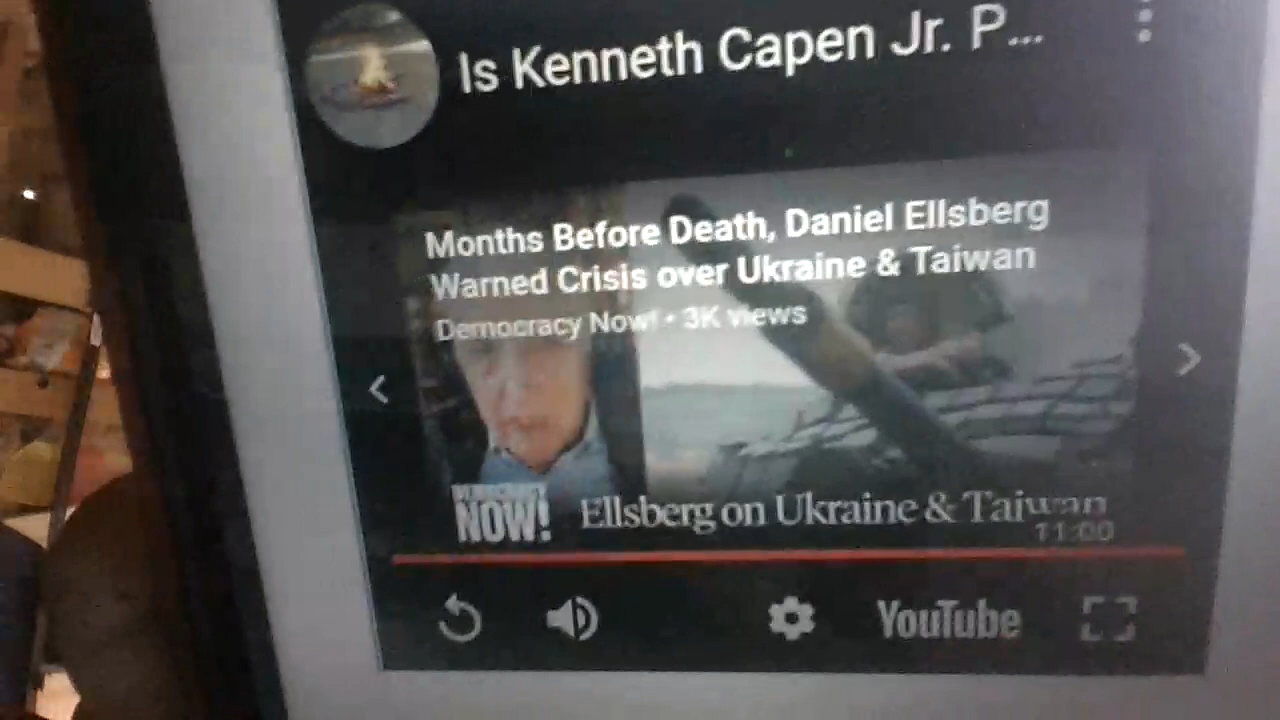 Is Kenneth Capen Jr. P...
Months Before Death, Daniel Ellsberg
Warned Crisis over Ukraine & Taiwan
Democracy Now! • 3K views
DEMOCRACY
NOW!
Ellsberg on Ukraine & Taiwan
11:00
YouTube